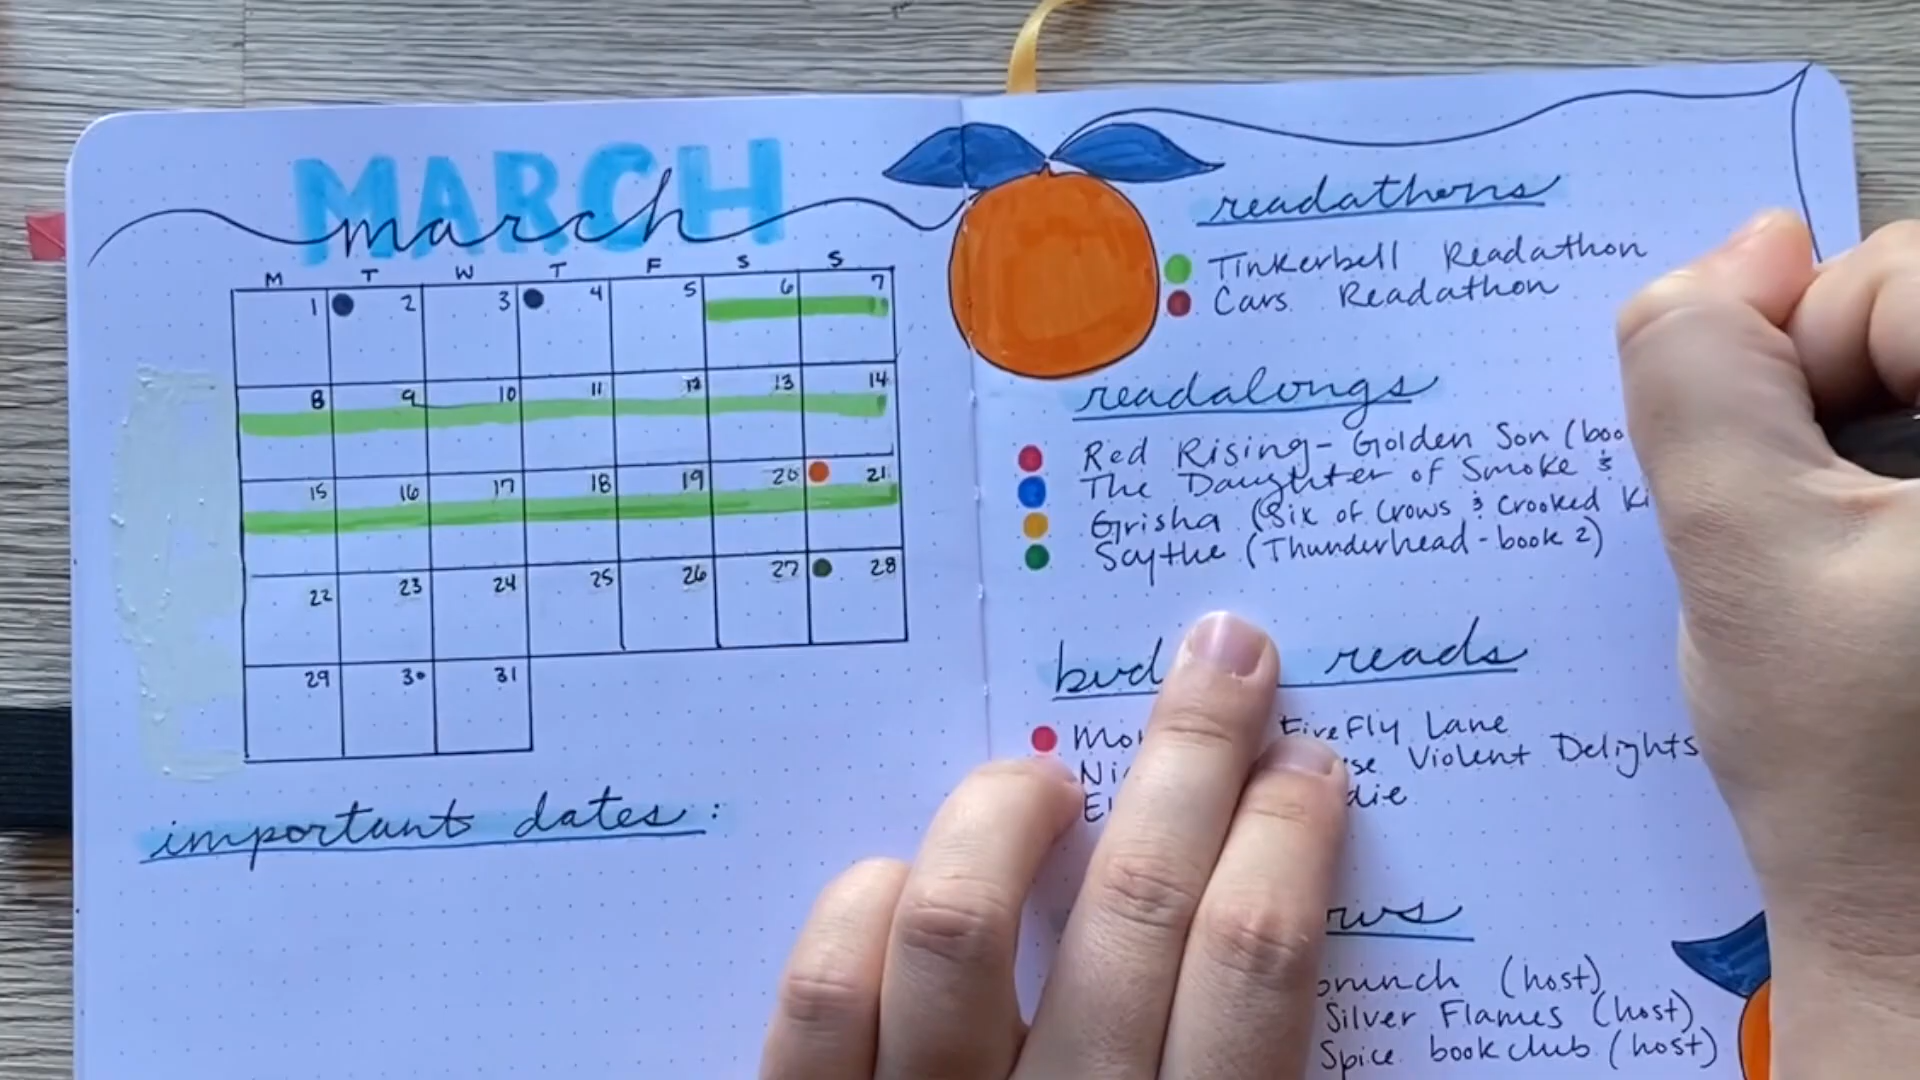 MARCH
march
M T W T F S S
1 2 3 4 5 6 7
8 9 10 11 12 13 14
15 16 17 18 19 20 21
22 23 24 25 26 27 28
29 30 31
important dates:
readathons
Tinkerbell Readathon
Cars Readathon
readalongs
Red Rising - Golden Son
The Daughter of Smoke &
Grisha (Six of Crows & Crooked
Scythe (Thunderhead - book 2)
reads
FireFly Lane
Violent Delights
(host)
Silver Flames (host)
Spice bookclub (host)